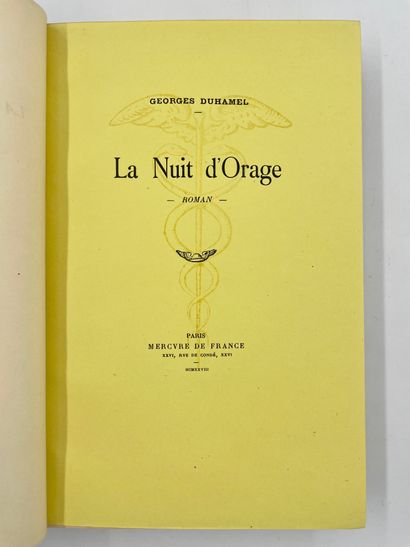 GEORGES DUHAMEL
—
La Nuit d'Orage
— ROMAN —
PARIS
MERCVRE DE FRANCE
XXVI, RVE DE CONDÉ, XXVI
—
MCMXXVIII